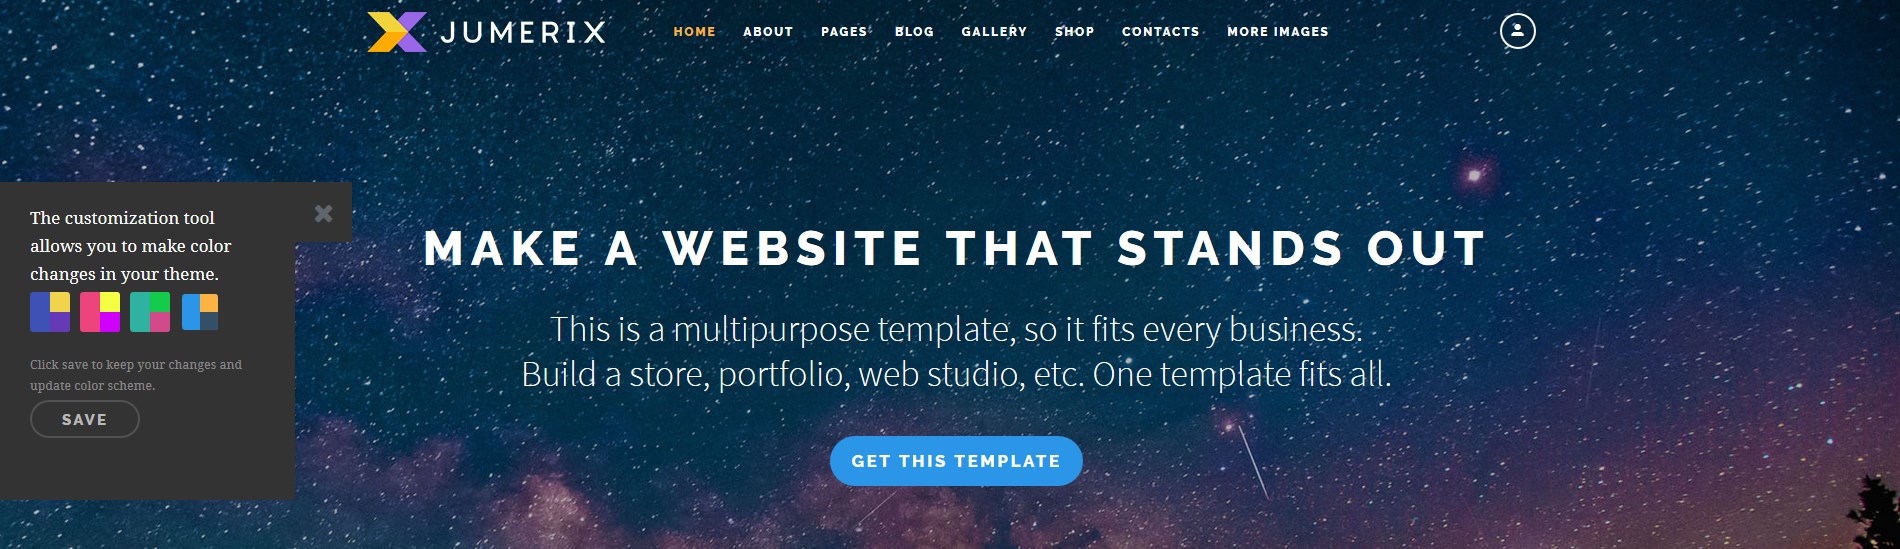 JUMERIX
HOME ABOUT PAGES BLOG GALLERY SHOP CONTACTS MORE IMAGES
The customization tool
allows you to make color
changes in your theme.
Click save to keep your changes and
update color scheme.
SAVE
MAKE A WEBSITE THAT STANDS OUT
This is a multipurpose template, so it fits every business.
Build a store, portfolio, web studio, etc. One template fits all.
GET THIS TEMPLATE